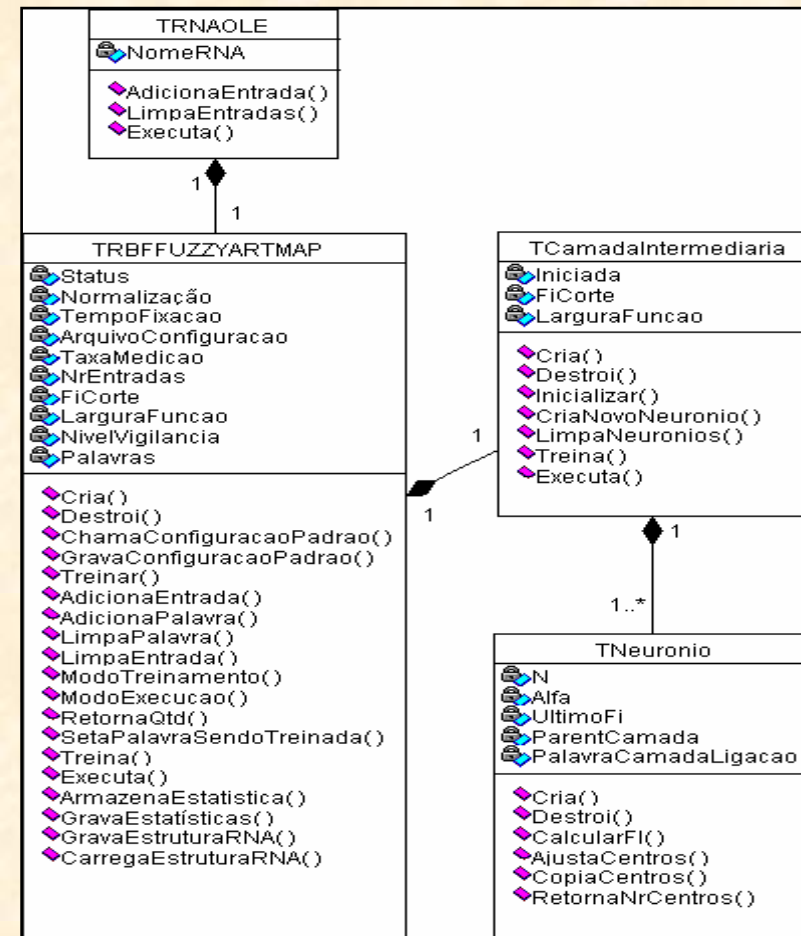 TRNAOLE
NomeRNA
AdicionaEntrada()
LimpaEntradas()
Executa()
1
1
TRBFFUZZYARTMAP
Status
Normalização
TempoFixacao
ArquivoConfiguracao
TaxaMedicao
NrEntradas
FiCorte
LarguraFuncao
NivelVigilancia
Palavras
Cria()
Destroi()
ChamaConfiguracaoPadrao()
GravaConfiguracaoPadrao()
Treinar()
AdicionaEntrada()
AdicionaPalavra()
LimpaPalavra()
LimpaEntrada()
ModoTreinamento()
ModoExecucao()
RetornaQtd()
SetaPalavraSendoTreinada()
Treina()
Executa()
ArmazenaEstatistica()
GravaEstatísticas()
GravaEstruturaRNA()
CarregaEstruturaRNA()
1
1
TCamadaIntermediaria
Iniciada
FiCorte
LarguraFuncao
Cria()
Destroi()
Inicializar()
CriaNovoNeuronio()
LimpaNeuronios()
Treina()
Executa()
1
1..*
TNeuronio
N
Alfa
UltimoFi
ParentCamada
PalavraCamadaLigacao
Cria()
Destroi()
CalcularFI()
AjustaCentros()
CopiaCentros()
RetornaNrCentros()